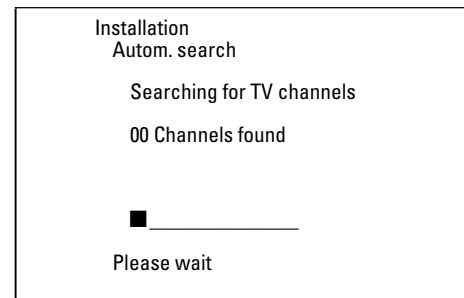 Installation
Autom. search
Searching for TV channels
00 Channels found
Please wait